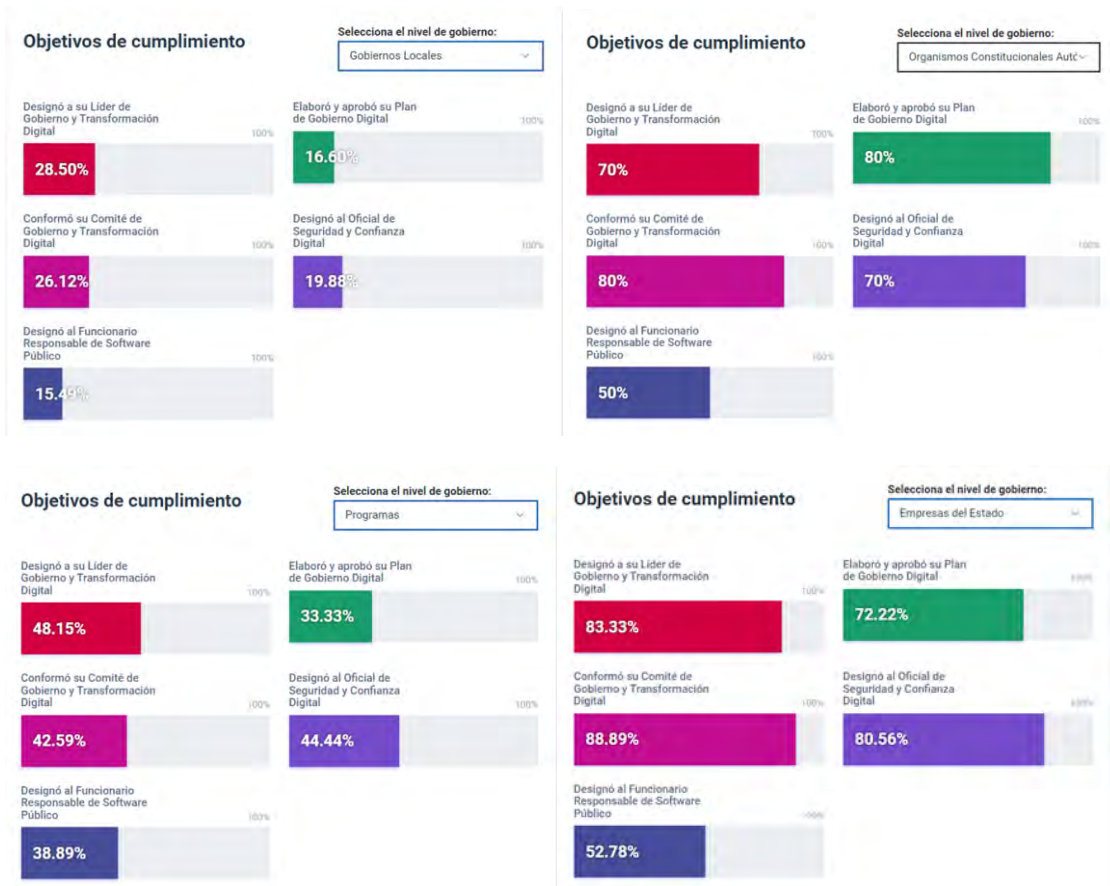 Objetivos de cumplimiento
Selecciona el nivel de gobierno:
Gobiernos Locales
Designó a su Líder de
Gobierno y Transformación
Digital
100%
28.50%
Elaboró y aprobó su Plan
de Gobierno Digital
100%
16.60%
Conformó su Comité de
Gobierno y Transformación
Digital
100%
26.12%
Designó al Oficial de
Seguridad y Confianza
Digital
100%
19.88%
Designó al Funcionario
Responsable de Software
Público
100%
15.49%
Objetivos de cumplimiento
Selecciona el nivel de gobierno:
Organismos Constitucionales Autó
Designó a su Líder de
Gobierno y Transformación
Digital
100%
70%
Elaboró y aprobó su Plan
de Gobierno Digital
100%
80%
Conformó su Comité de
Gobierno y Transformación
Digital
100%
80%
Designó al Oficial de
Seguridad y Confianza
Digital
100%
70%
Designó al Funcionario
Responsable de Software
Público
100%
50%
Objetivos de cumplimiento
Selecciona el nivel de gobierno:
Programas
Designó a su Líder de
Gobierno y Transformación
Digital
100%
48.15%
Elaboró y aprobó su Plan
de Gobierno Digital
100%
33.33%
Conformó su Comité de
Gobierno y Transformación
Digital
100%
42.59%
Designó al Oficial de
Seguridad y Confianza
Digital
100%
44.44%
Designó al Funcionario
Responsable de Software
Público
100%
38.89%
Objetivos de cumplimiento
Selecciona el nivel de gobierno:
Empresas del Estado
Designó a su Líder de
Gobierno y Transformación
Digital
100%
83.33%
Elaboró y aprobó su Plan
de Gobierno Digital
100%
72.22%
Conformó su Comité de
Gobierno y Transformación
Digital
100%
88.89%
Designó al Oficial de
Seguridad y Confianza
Digital
100%
80.56%
Designó al Funcionario
Responsable de Software
Público
100%
52.78%